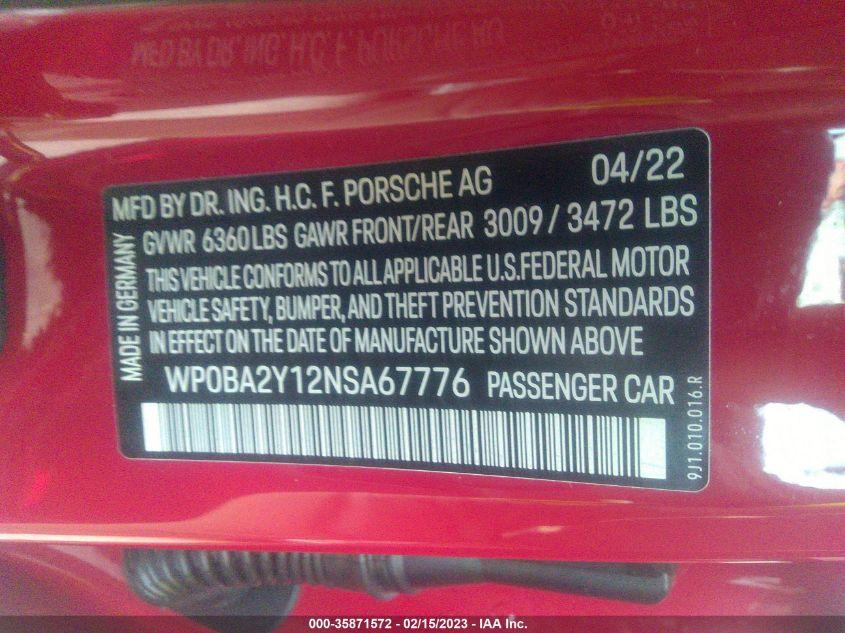 MFD BY DR. ING. H.C. F. PORSCHE AG 04/22
GVWR 6360 LBS GAWR FRONT/REAR 3009 / 3472 LBS
THIS VEHICLE CONFORMS TO ALL APPLICABLE U.S.FEDERAL MOTOR
VEHICLE SAFETY, BUMPER, AND THEFT PREVENTION STANDARDS
IN EFFECT ON THE DATE OF MANUFACTURE SHOWN ABOVE
WP0BA2Y12NSA67776 PASSENGER CAR
MADE IN GERMANY
9J1.010.016.R
000-35871572 - 02/15/2023 - IAA Inc.